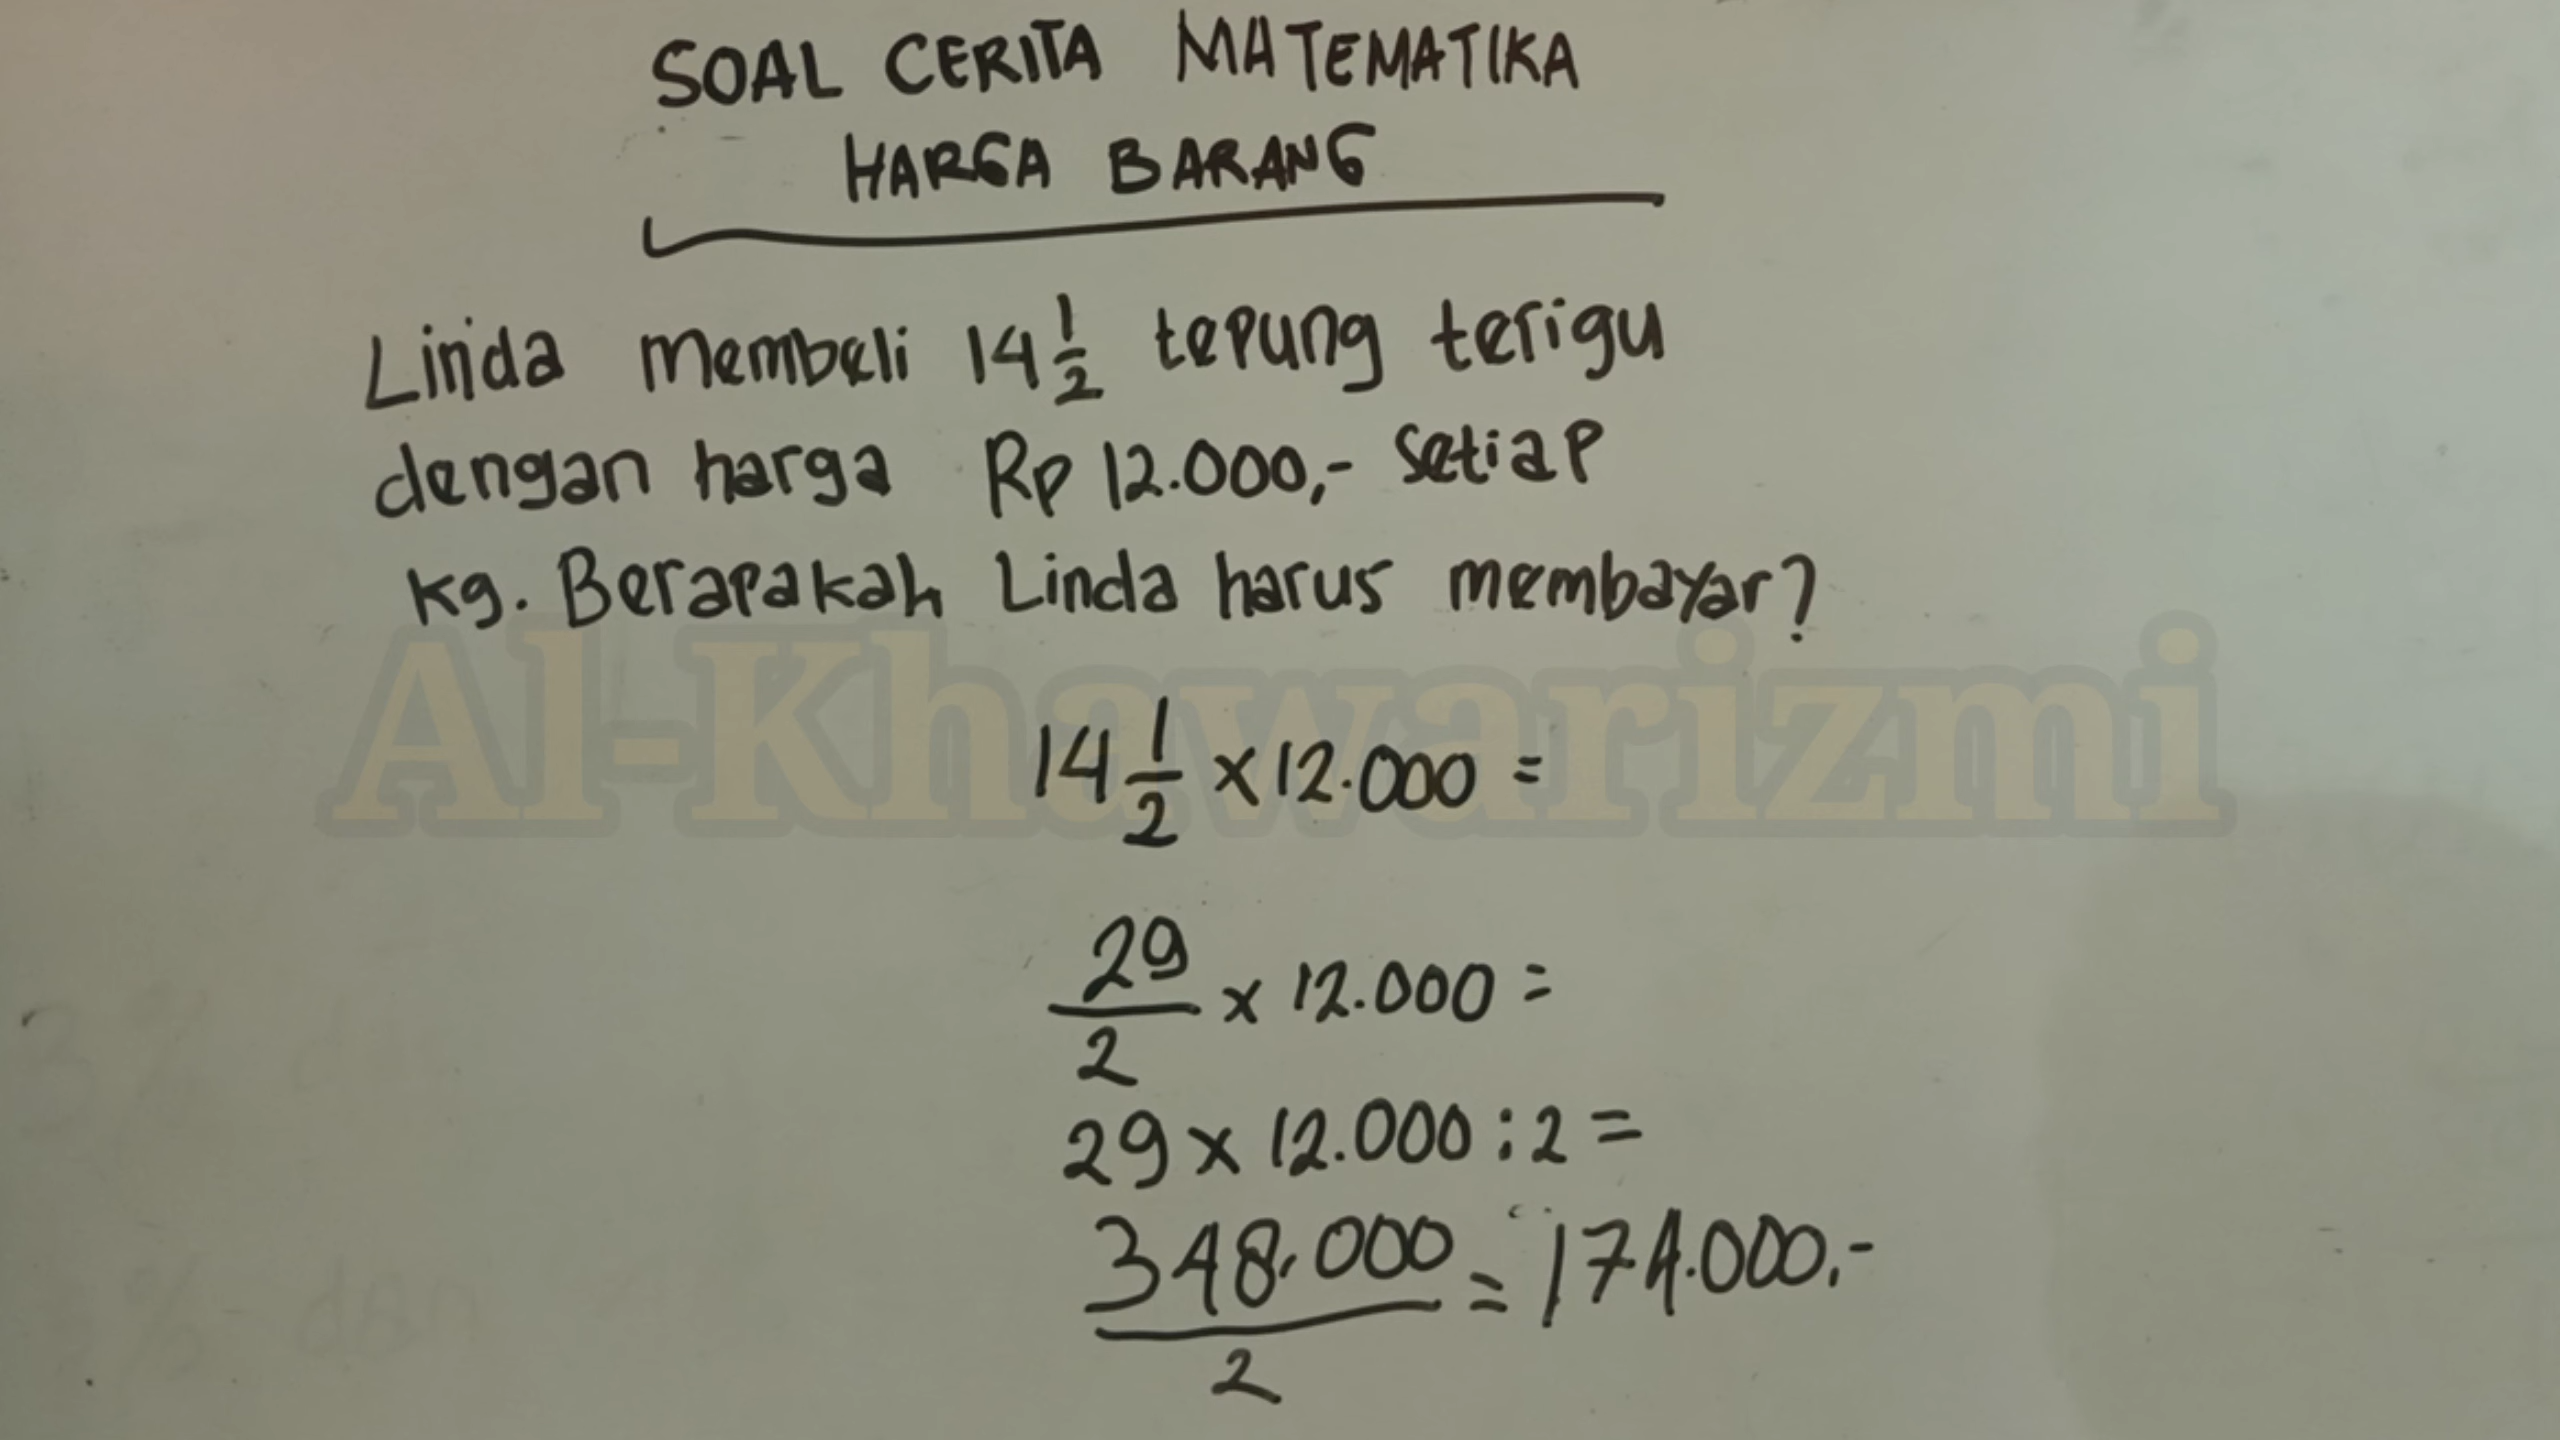 SOAL CERITA MATEMATIKA
HARGA BARANG
Linda membeli 14 1/2 tepung terigu
dengan harga Rp 12.000,- setiap
kg. Berapakah Linda harus membayar?
Al-Khawarizmi
14 1/2 x 12.000 =
29/2 x 12.000 =
29 x 12.000 : 2 =
348.000/2 = 174.000,-